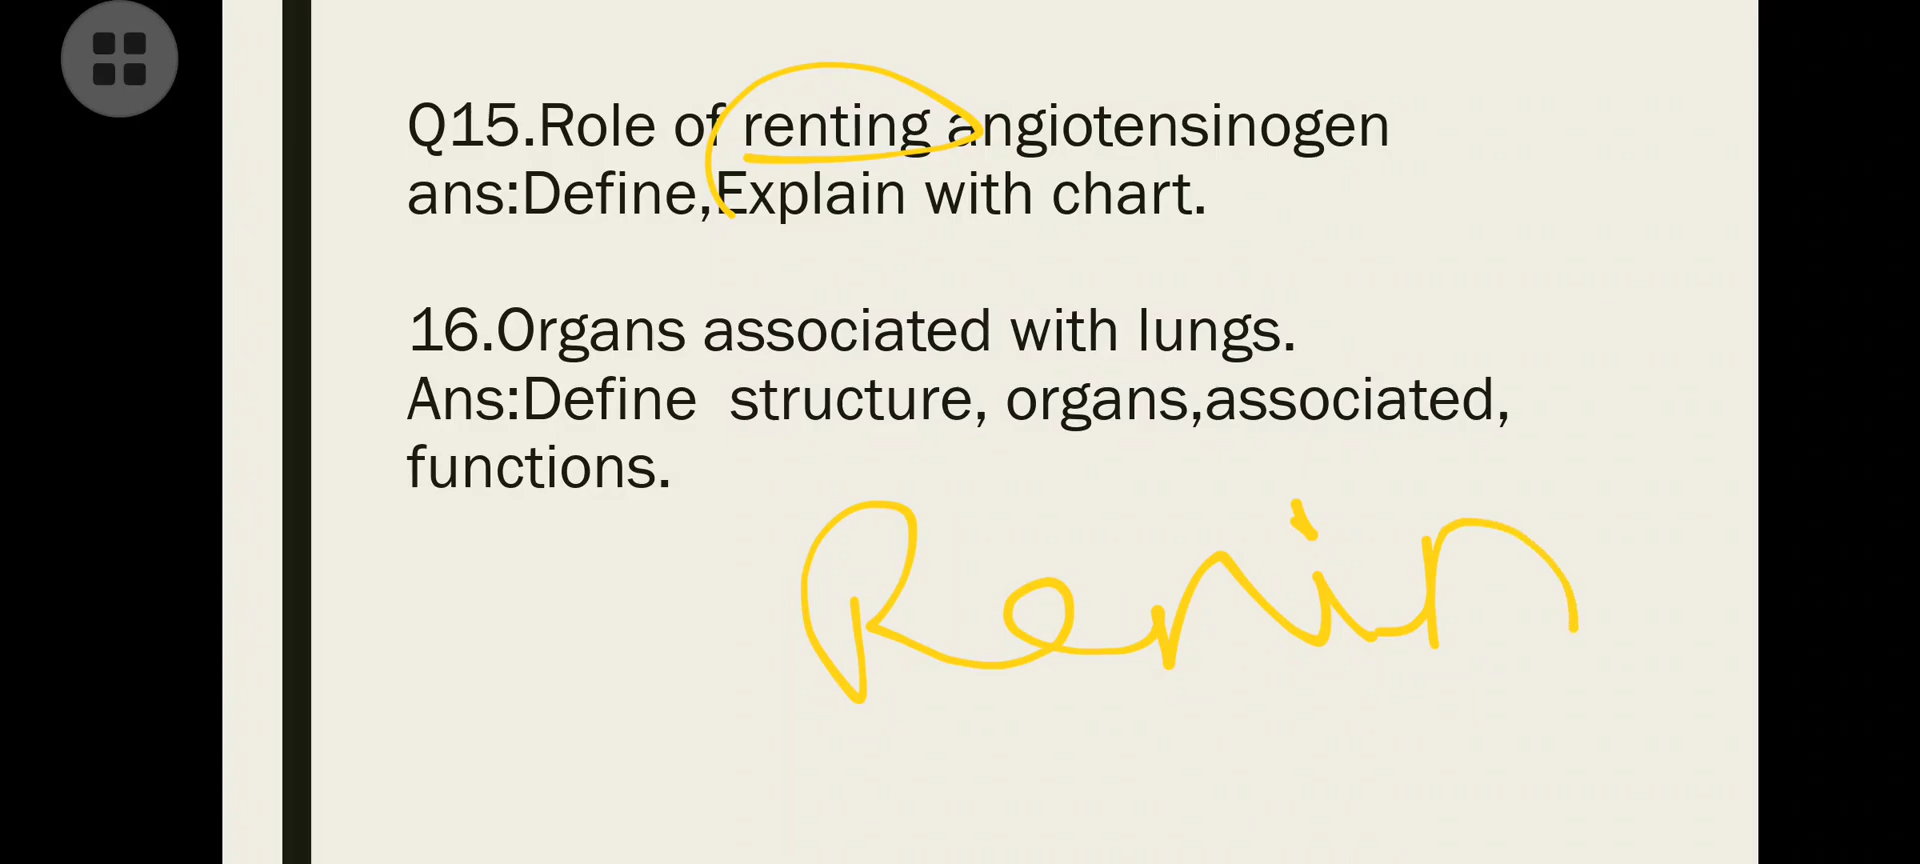 Q15.Role of renting angiotensinogen
ans:Define,Explain with chart.
16.Organs associated with lungs.
Ans:Define structure, organs,associated,
functions.
Renin